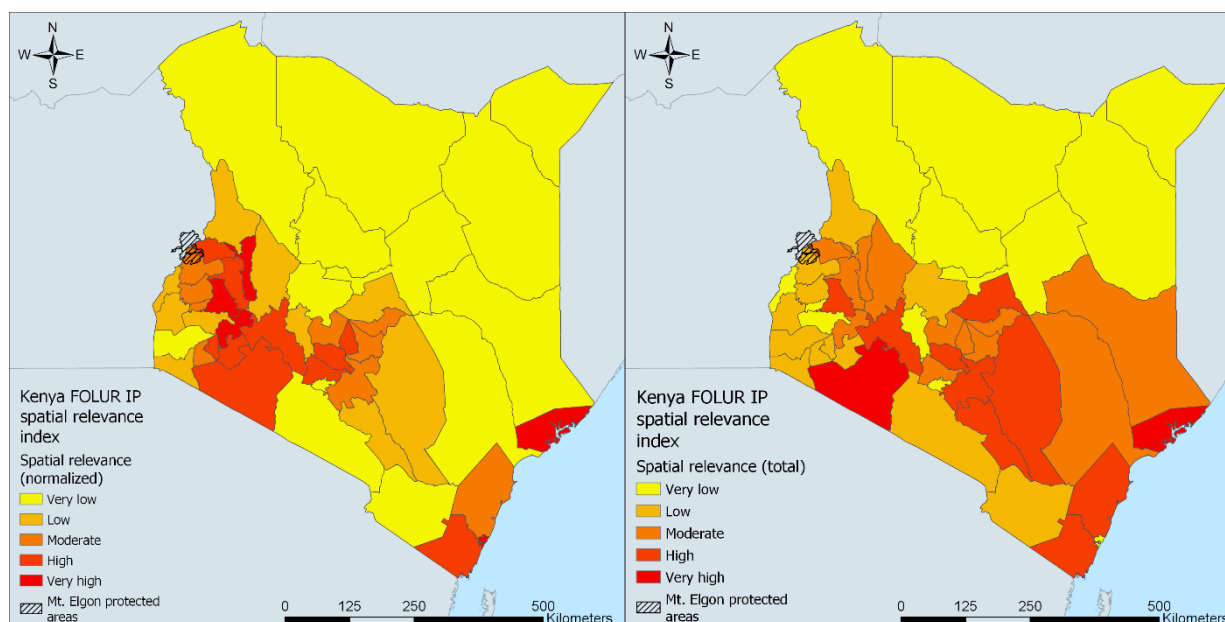 N
W E
S
Kenya FOLUR IP
spatial relevance
index
Spatial relevance
(normalized)
Very low
Low
Moderate
High
Very high
Mt. Elgon protected
areas
0 125 250 500
Kilometers
N
W E
S
Kenya FOLUR IP
spatial relevance
index
Spatial relevance (total)
Very low
Low
Moderate
High
Very high
Mt. Elgon protected
areas
0 125 250 500
Kilometers